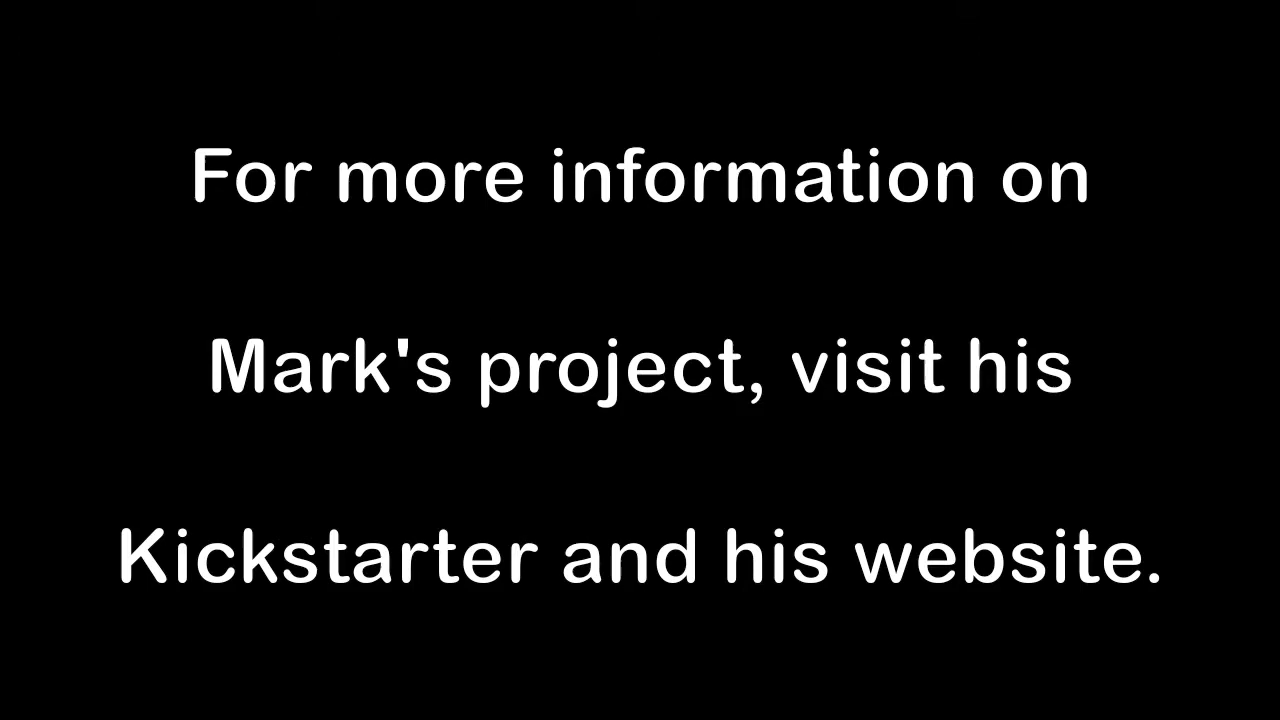 For more information on
Mark's project, visit his
Kickstarter and his website.